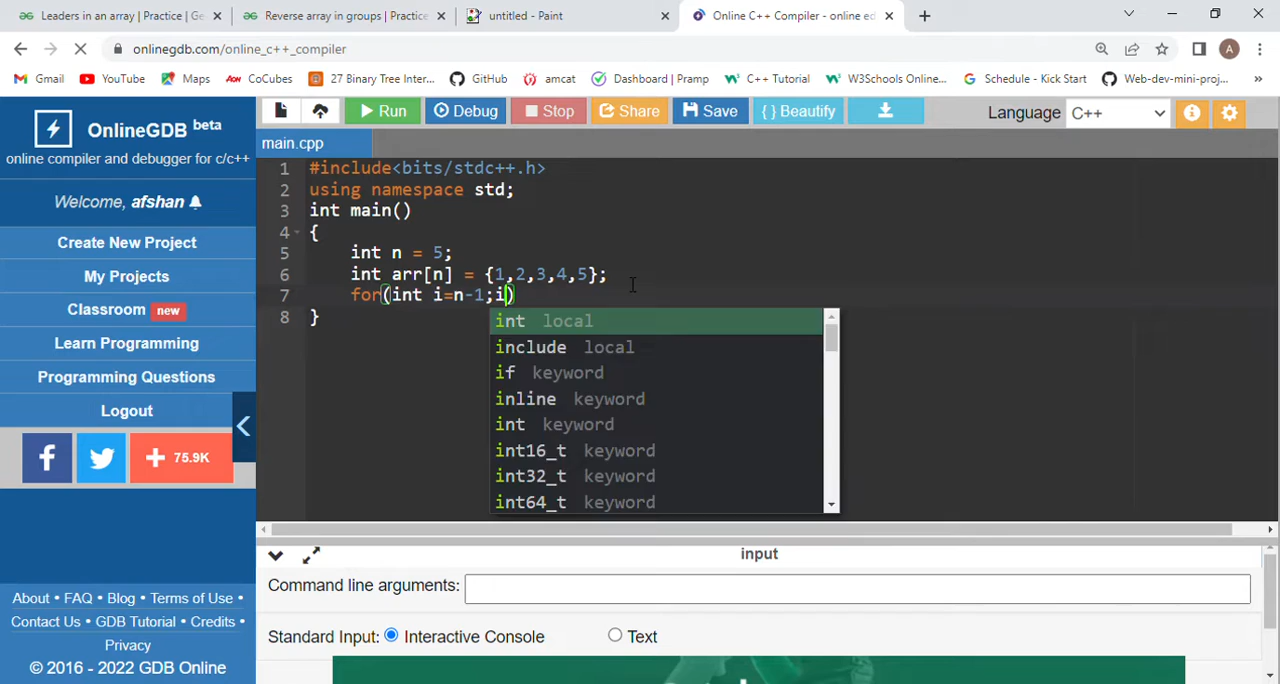 Leaders in an array | Practice | Ge
Reverse array in groups | Practice
untitled - Paint
Online C++ Compiler - online ed
onlinegdb.com/online_c++_compiler
A
Gmail
YouTube
Maps
CoCubes
27 Binary Tree Inter...
GitHub
amcat
Dashboard | Pramp
C++ Tutorial
W3Schools Online...
Schedule - Kick Start
Web-dev-mini-proj...
»
OnlineGDB beta
online compiler and debugger for c/c++
Welcome, afshan
Create New Project
My Projects
Classroom new
Learn Programming
Programming Questions
Logout
75.9K
About • FAQ • Blog • Terms of Use •
Contact Us • GDB Tutorial • Credits •
Privacy
© 2016 - 2022 GDB Online
Run
Debug
Stop
Share
Save
{ } Beautify
Language C++
main.cpp
1 #include<bits/stdc++.h>
2 using namespace std;
3 int main()
4 {
5 int n = 5;
6 int arr[n] = {1,2,3,4,5};
7 for(int i=n-1;i)
8 }
int local
include local
if keyword
inline keyword
int keyword
int16_t keyword
int32_t keyword
int64_t keyword
input
Command line arguments:
Standard Input: Interactive Console Text